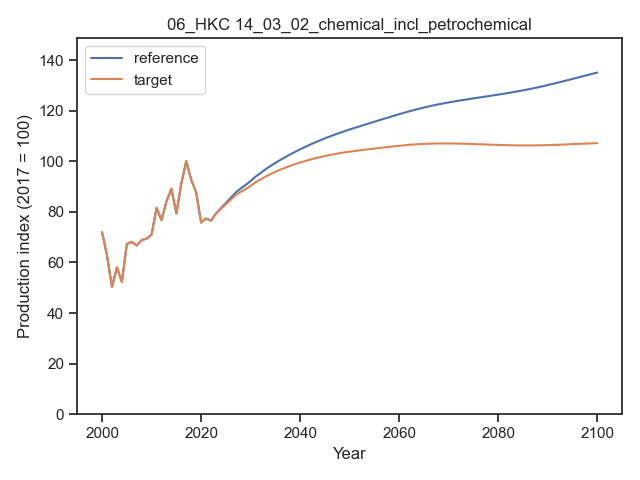 06_HKC 14_03_02_chemical_incl_petrochemical
reference
target
Production index (2017 = 100)
140
120
100
80
60
40
20
0
2000 2020 2040 2060 2080 2100
Year